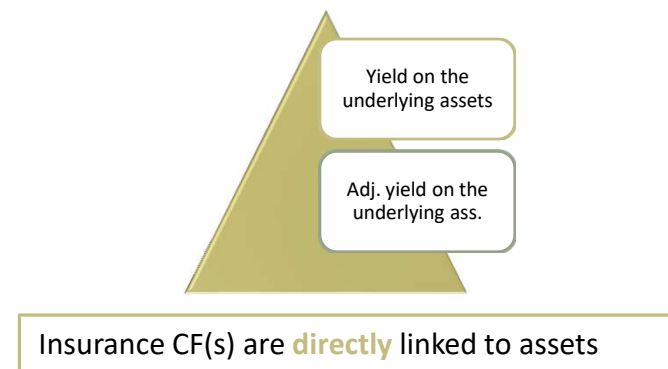 Yield on the
underlying assets
Adj. yield on the
underlying ass.
Insurance CF(s) are directly linked to assets